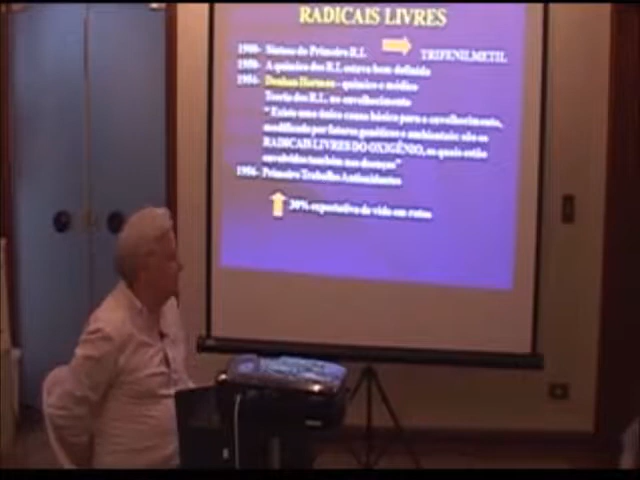 RADICAIS LIVRES
1900- Síntese do Primeiro R.L. TRIFENILMETIL
1950- A química dos R.L estava bem definida
1954- Denham Harman - químico e médico
Teoria dos R.L. no envelhecimento
" Existe uma única causa básica para o envelhecimento,
modificada por fatores genéticos e ambientais: são os
RADICAIS LIVRES DO OXIGÊNIO, os quais estão
envolvidos também nas doenças"
1956- Primeiro Trabalho Antioxidantes
30% expectativa de vida em ratos